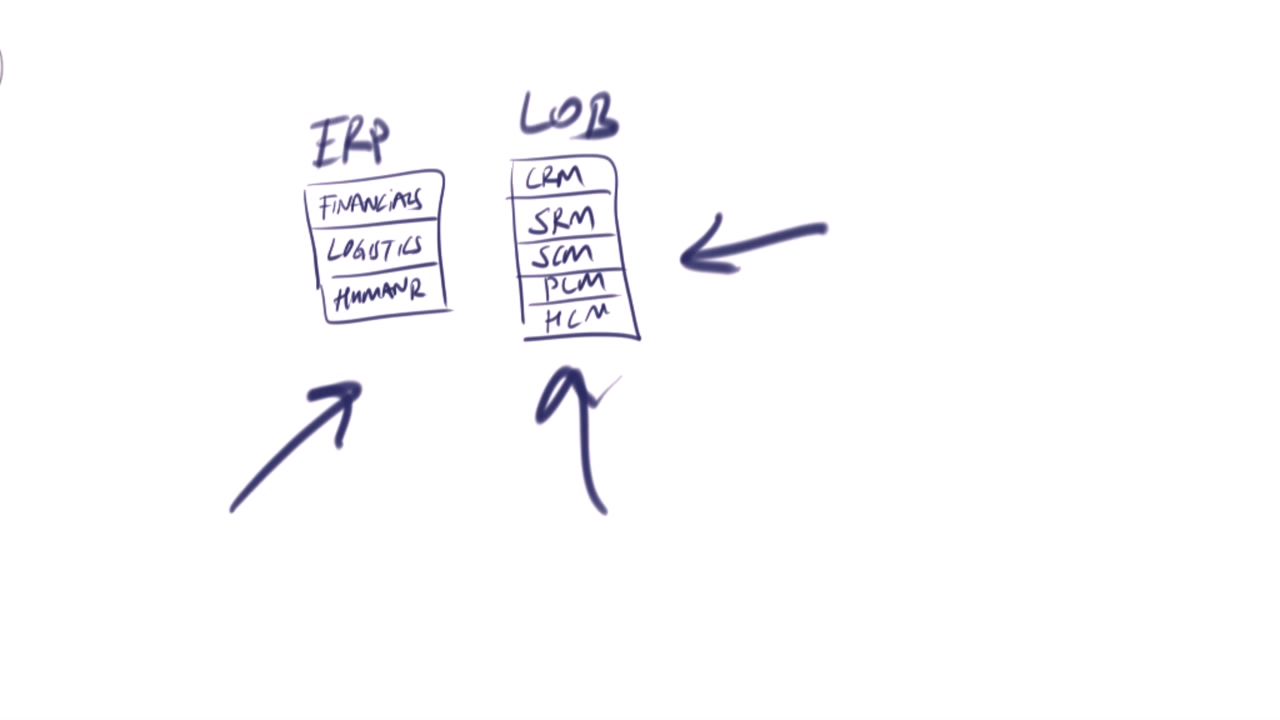 ERP
FINANCIALS
LOGISTICS
HUMANR
LOB
CRM
SRM
SCM
PLM
HCM